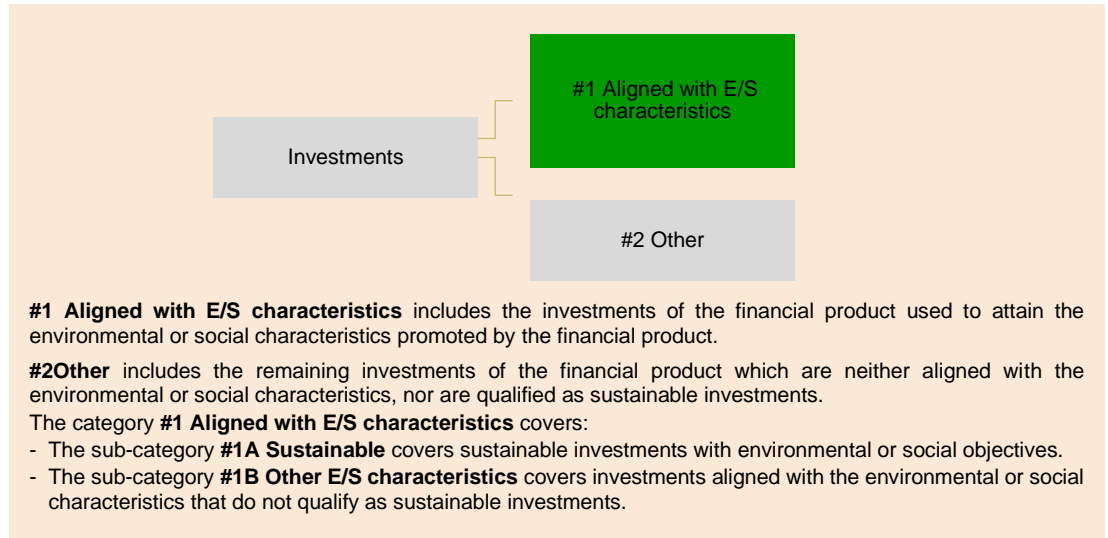 #1 Aligned with E/S
characteristics
Investments
#2 Other
#1 Aligned with E/S characteristics includes the investments of the financial product used to attain the
environmental or social characteristics promoted by the financial product.
#2Other includes the remaining investments of the financial product which are neither aligned with the
environmental or social characteristics, nor are qualified as sustainable investments.
The category #1 Aligned with E/S characteristics covers:
- The sub-category #1A Sustainable covers sustainable investments with environmental or social objectives.
- The sub-category #1B Other E/S characteristics covers investments aligned with the environmental or social
characteristics that do not qualify as sustainable investments.